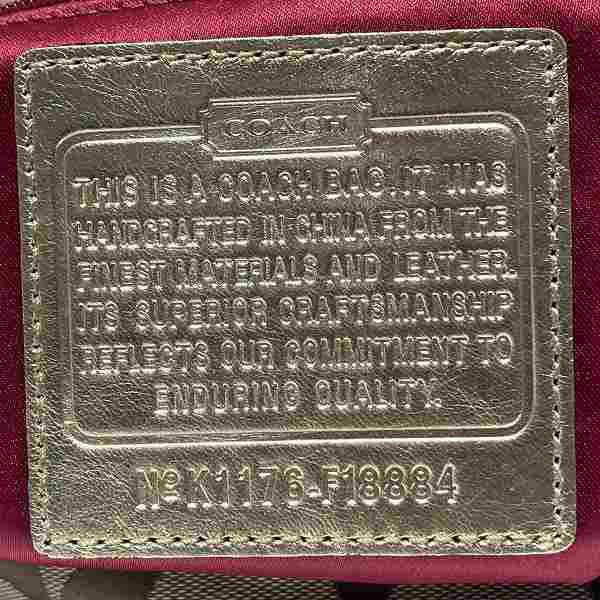 COACH
THIS IS A COACH BAG. IT WAS
HANDCRAFTED IN CHINA FROM THE
FINEST MATERIALS AND LEATHER.
ITS SUPERIOR CRAFTSMANSHIP
REFLECTS OUR COMMITMENT TO
ENDURING QUALITY.
Nº K1176-F18884